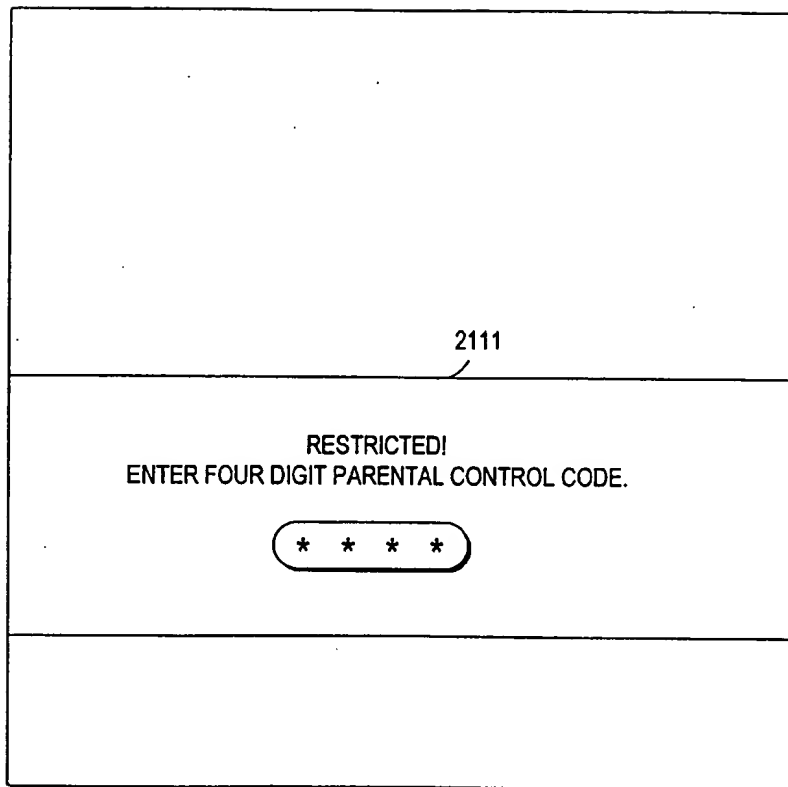 2111
RESTRICTED!
ENTER FOUR DIGIT PARENTAL CONTROL CODE.
* * * *